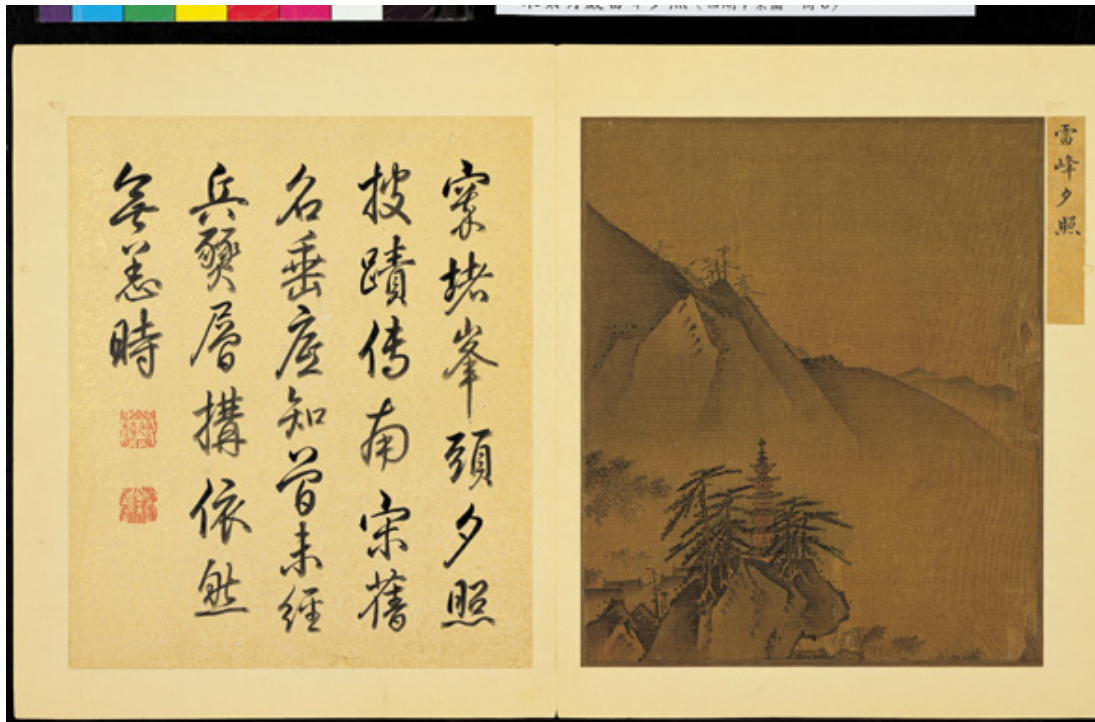 雷峰夕照
窣堵峯頭夕照
披蹟傳南宋舊
名垂底知曾未經
兵燹層搆依然
無恙時